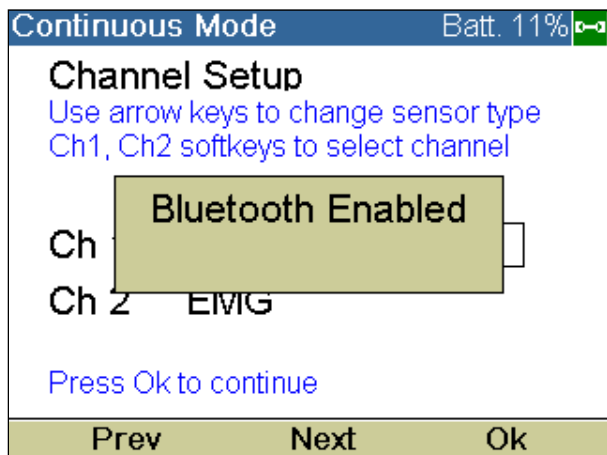 Continuous Mode Batt. 11%
Channel Setup
Use arrow keys to change sensor type
Ch1, Ch2 softkeys to select channel
Bluetooth Enabled
Ch
Ch 2 EMG
Press Ok to continue
Prev Next Ok